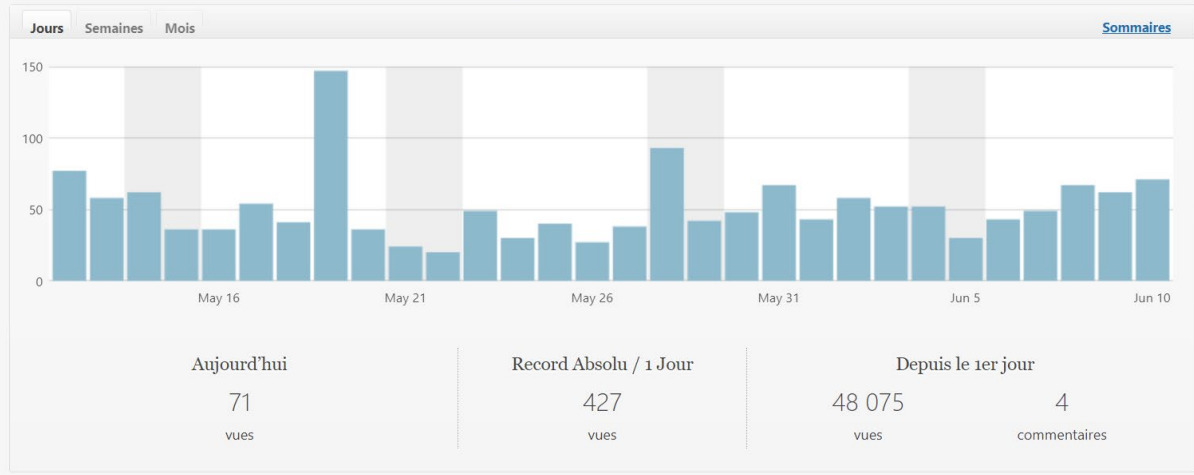 Jours Semaines Mois Sommaires
150
100
50
0
May 16 May 21 May 26 May 31 Jun 5 Jun 10
Aujourd’hui Record Absolu / 1 Jour Depuis le 1er jour
71 427 48 075 4
vues vues vues commentaires